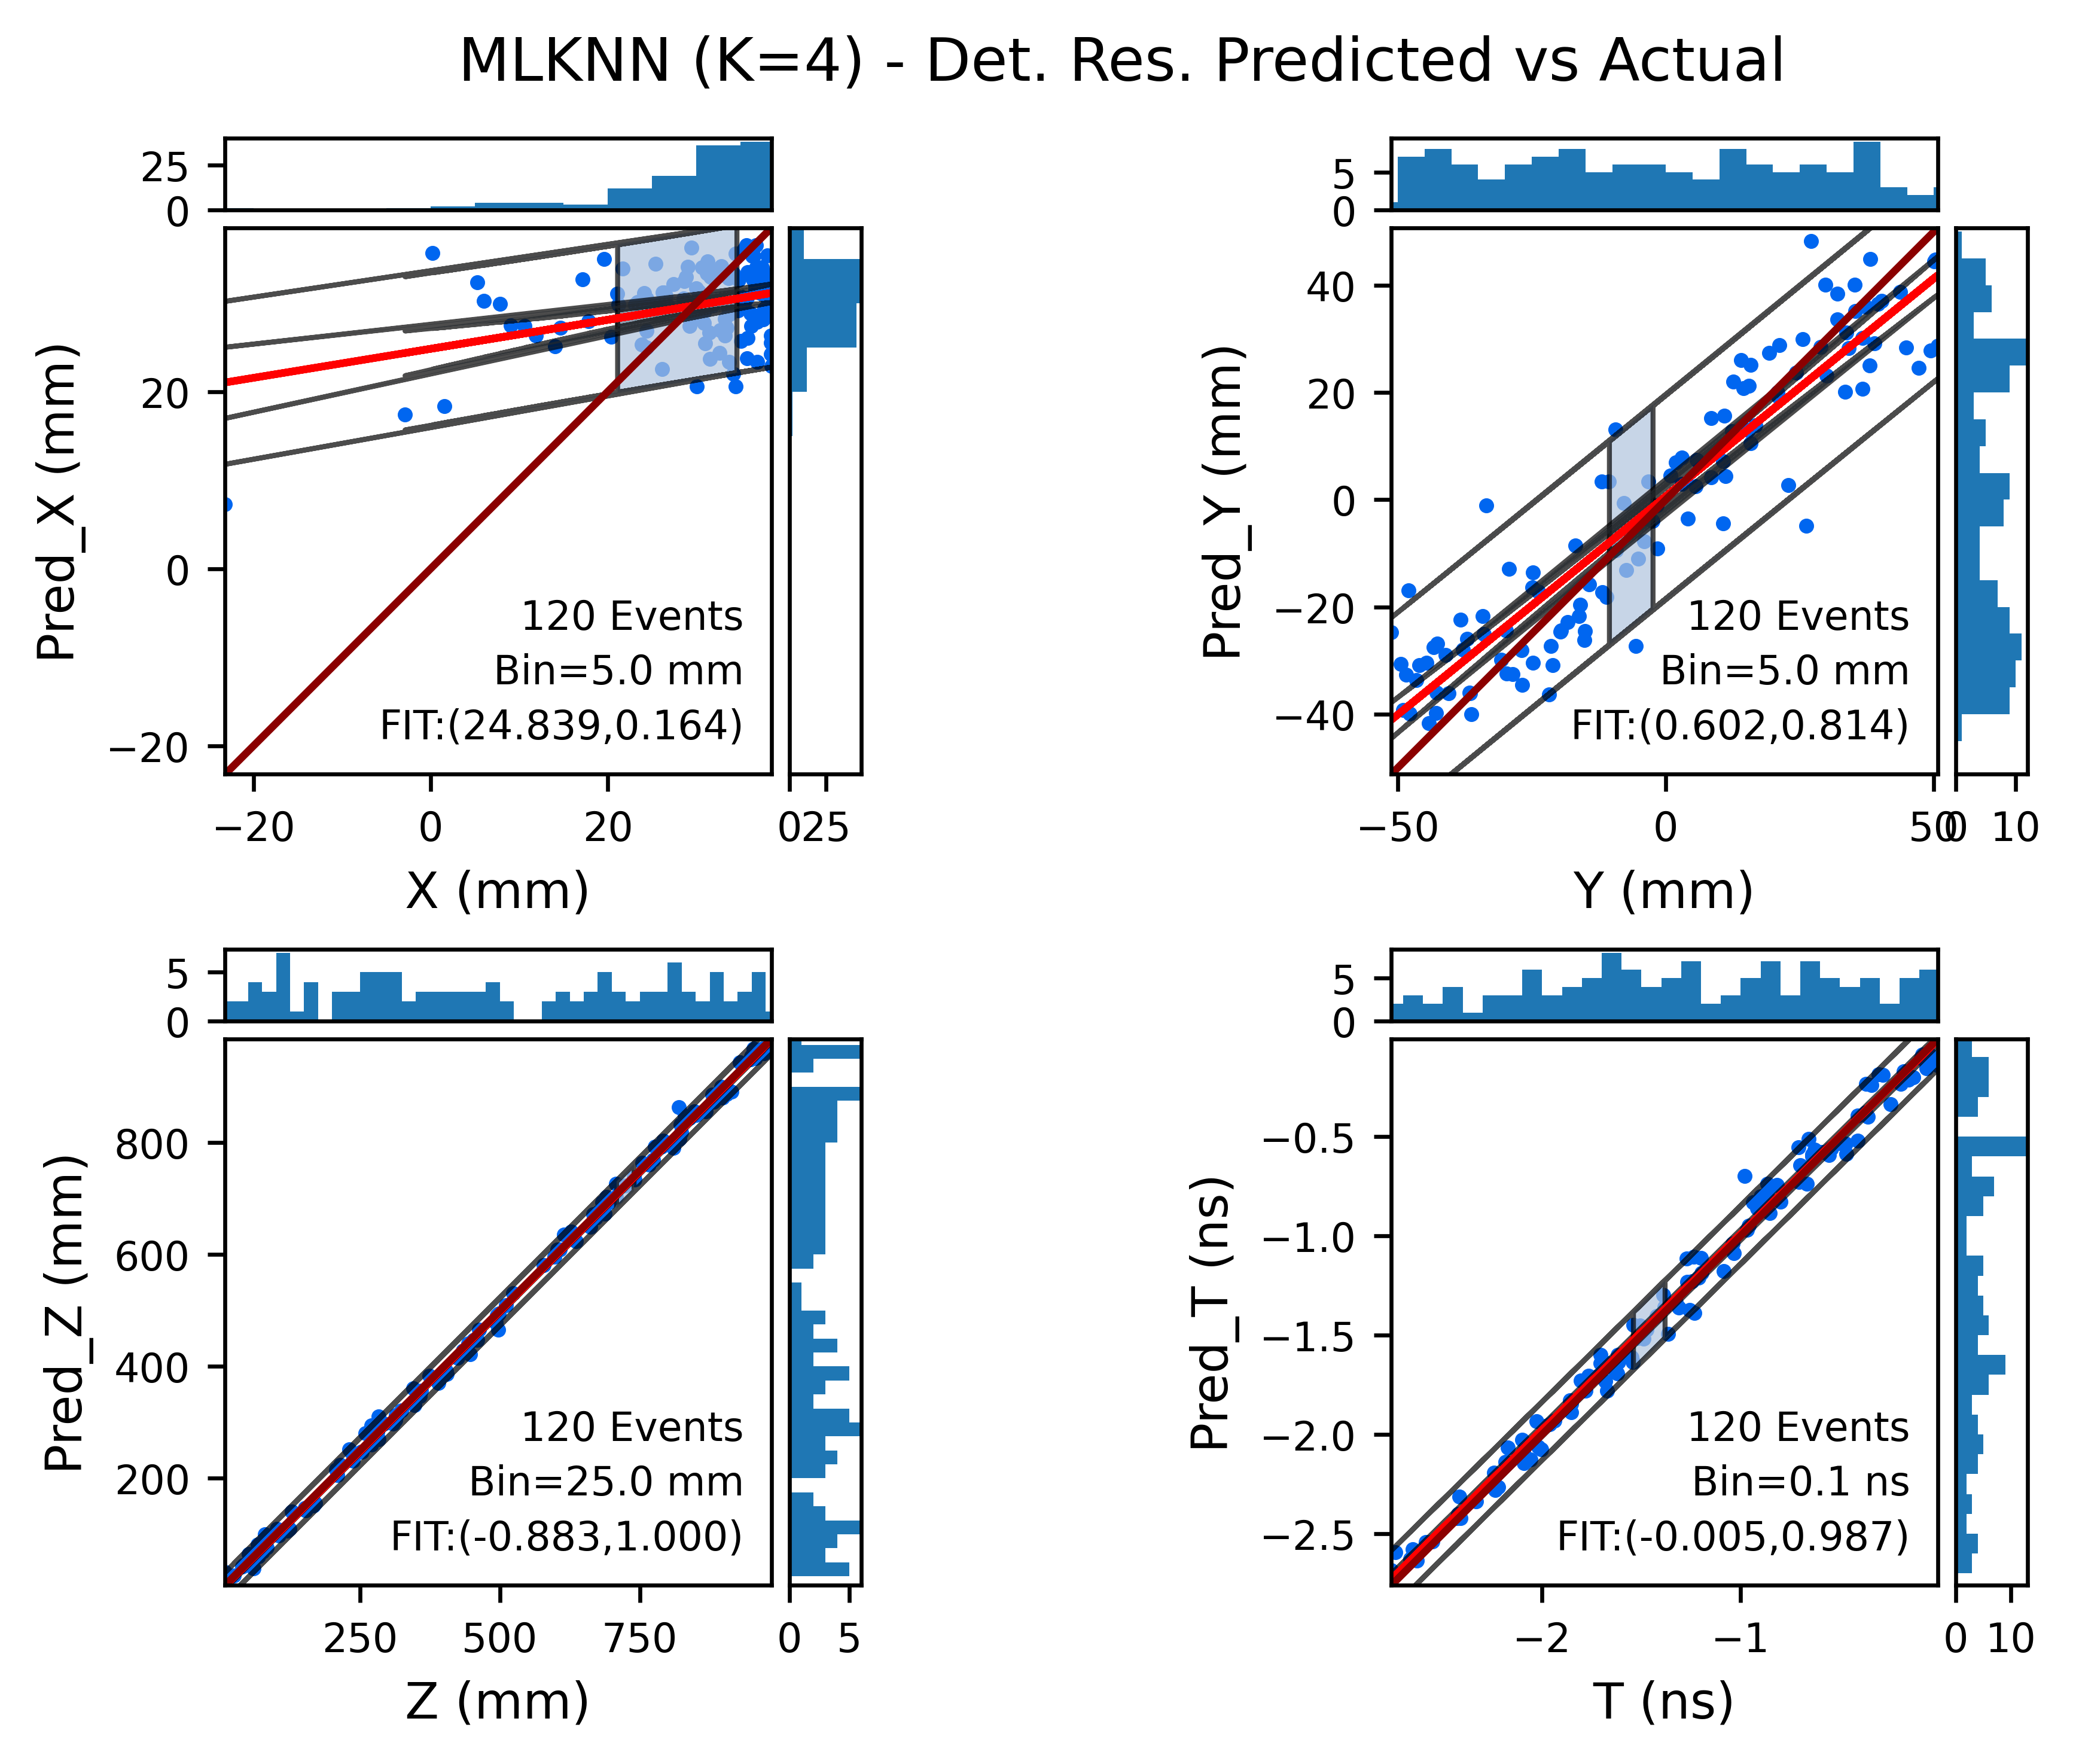 MLKNN (K=4) - Det. Res. Predicted vs Actual
25
0
Pred_X (mm)
20
0
−20
120 Events
Bin=5.0 mm
FIT:(24.839,0.164)
−20 0 20 0 25
X (mm)
5
0
Pred_Y (mm)
40
20
0
−20
−40
120 Events
Bin=5.0 mm
FIT:(0.602,0.814)
−50 0 50 0 10
Y (mm)
5
0
Pred_Z (mm)
800
600
400
200
120 Events
Bin=25.0 mm
FIT:(-0.883,1.000)
250 500 750 0 5
Z (mm)
5
0
Pred_T (ns)
−0.5
−1.0
−1.5
−2.0
−2.5
120 Events
Bin=0.1 ns
FIT:(-0.005,0.987)
−2 −1 0 10
T (ns)